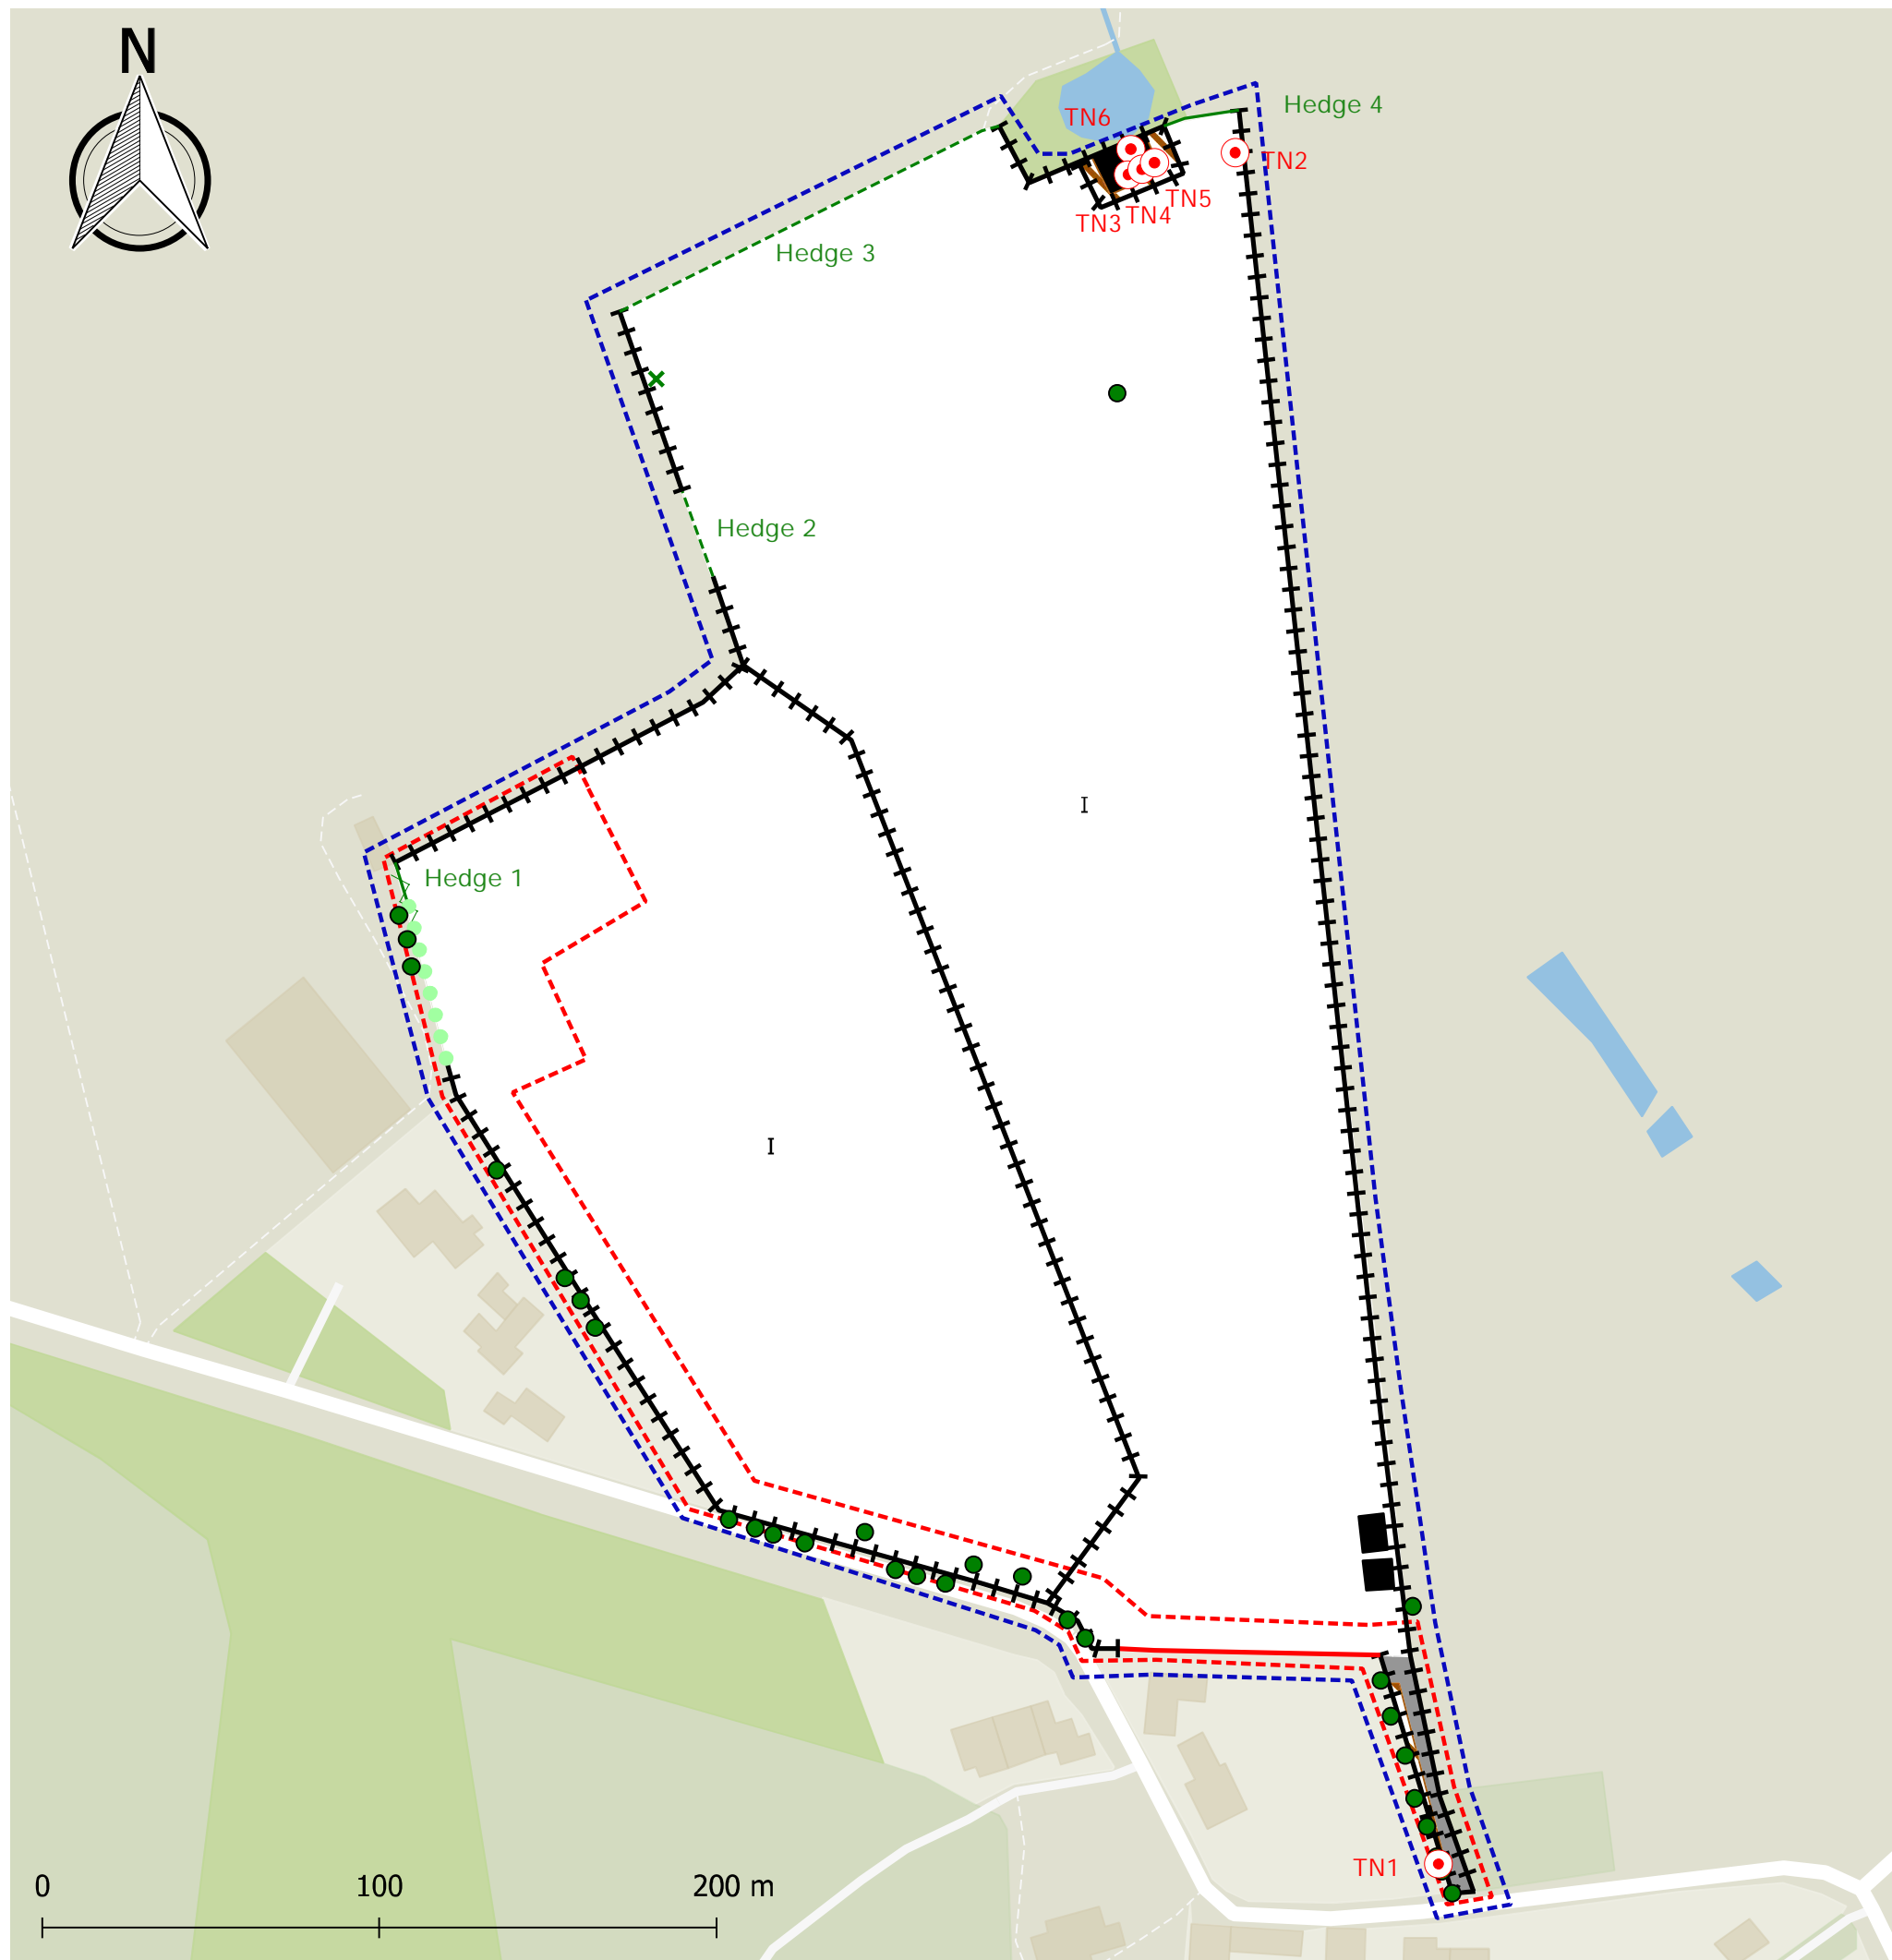 N
Hedge 4
TN6
TN2
TN5
TN4
TN3
Hedge 3
Hedge 2
I
Hedge 1
I
TN1
0 100 200 m